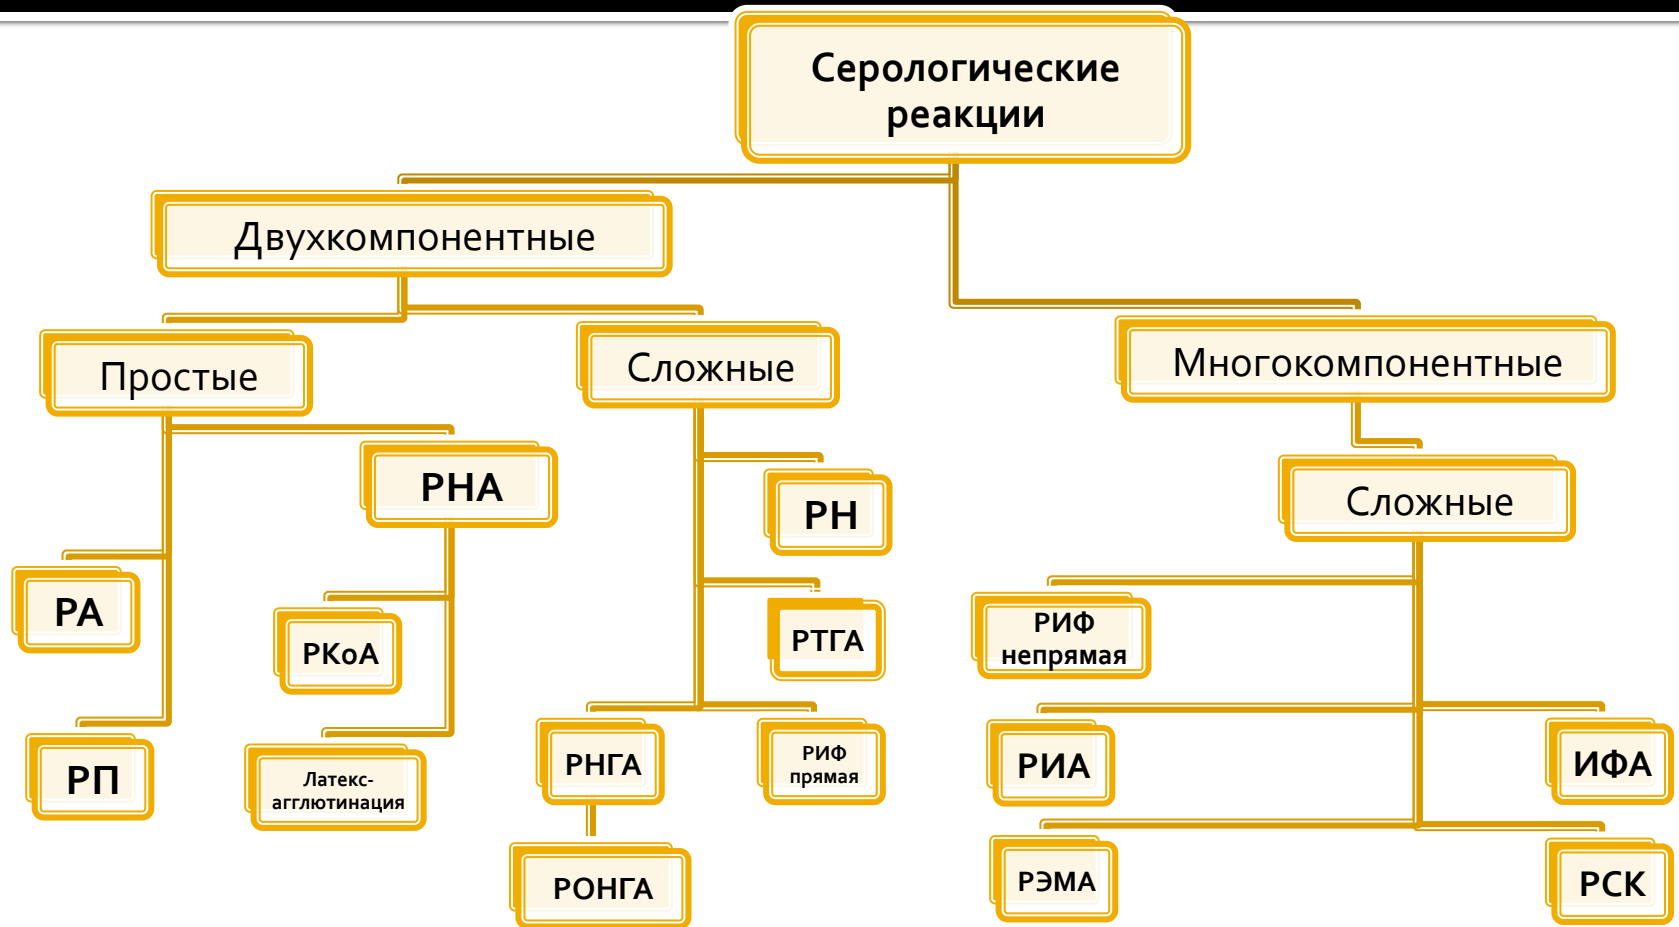 Серологические
реакции
Двухкомпонентные
Простые
Сложные
Многокомпонентные
РНА
РН
Сложные
РА
РКоА
РТГА
РИФ
непрямая
РП
Латекс-
агглютинация
РНГА
РИФ
прямая
РИА
ИФА
РОНГА
РЭМА
РСК